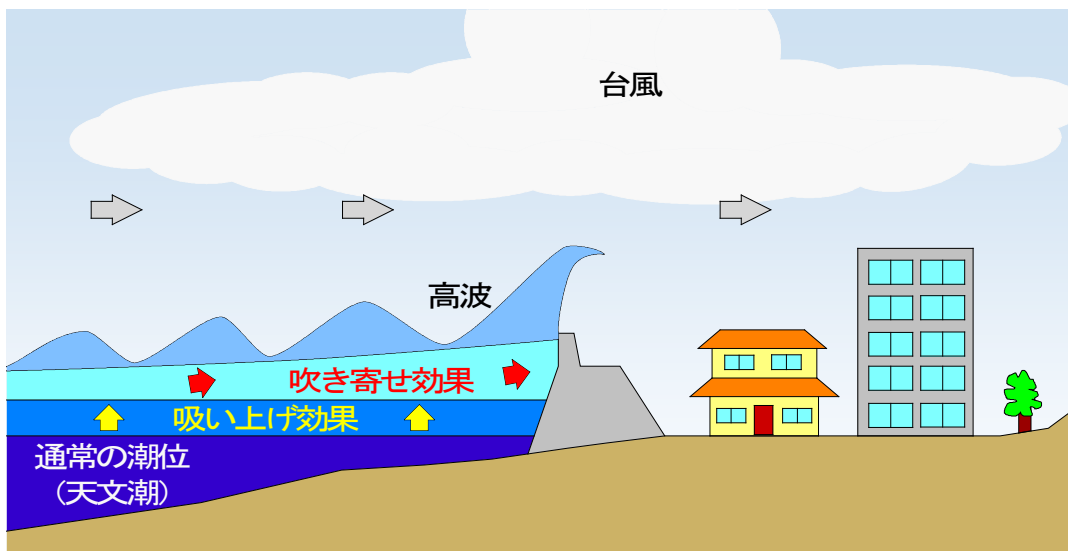 台風
高波
吹き寄せ効果
吸い上げ効果
通常の潮位
（天文潮）